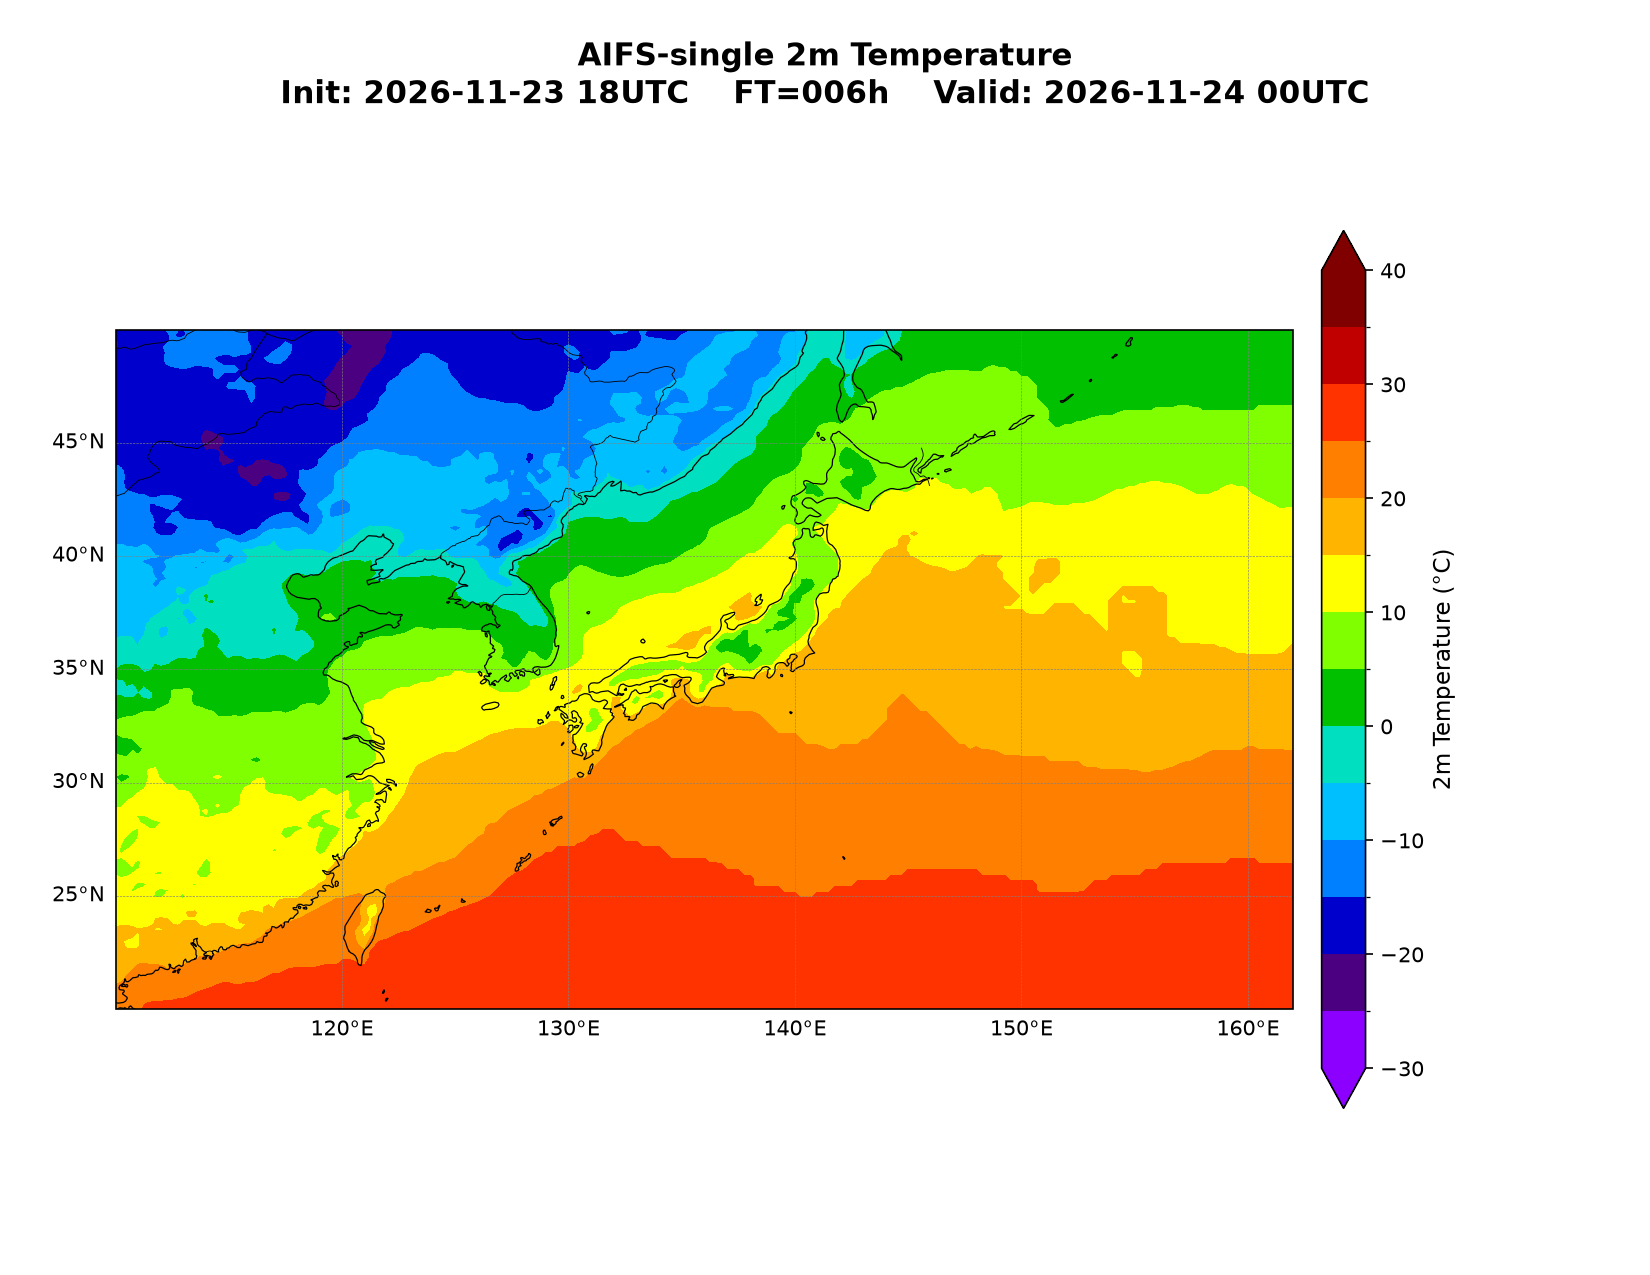 AIFS-single 2m Temperature
Init: 2026-11-23 18UTC    FT=006h    Valid: 2026-11-24 00UTC
45°N
40°N
35°N
30°N
25°N
120°E
130°E
140°E
150°E
160°E
40
30
20
10
0
−10
−20
−30
2m Temperature (°C)